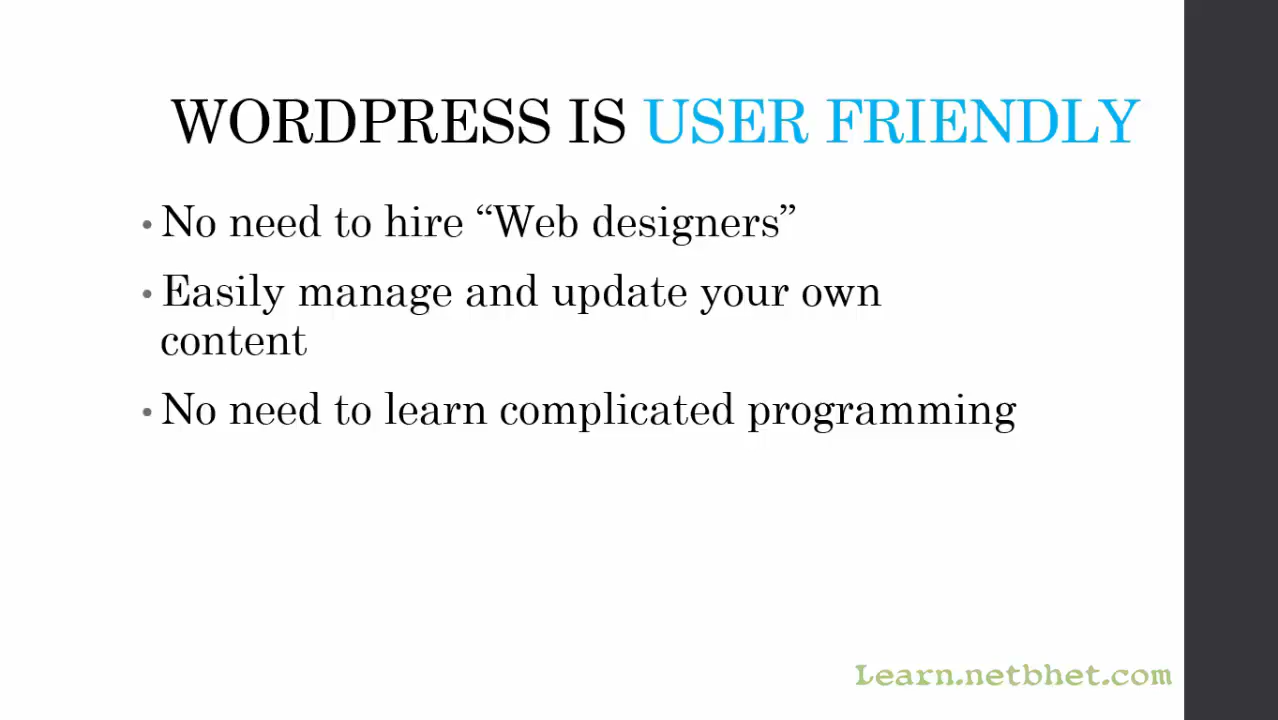 WORDPRESS IS USER FRIENDLY
• No need to hire “Web designers”
• Easily manage and update your own
content
• No need to learn complicated programming
Learn.netbhet.com